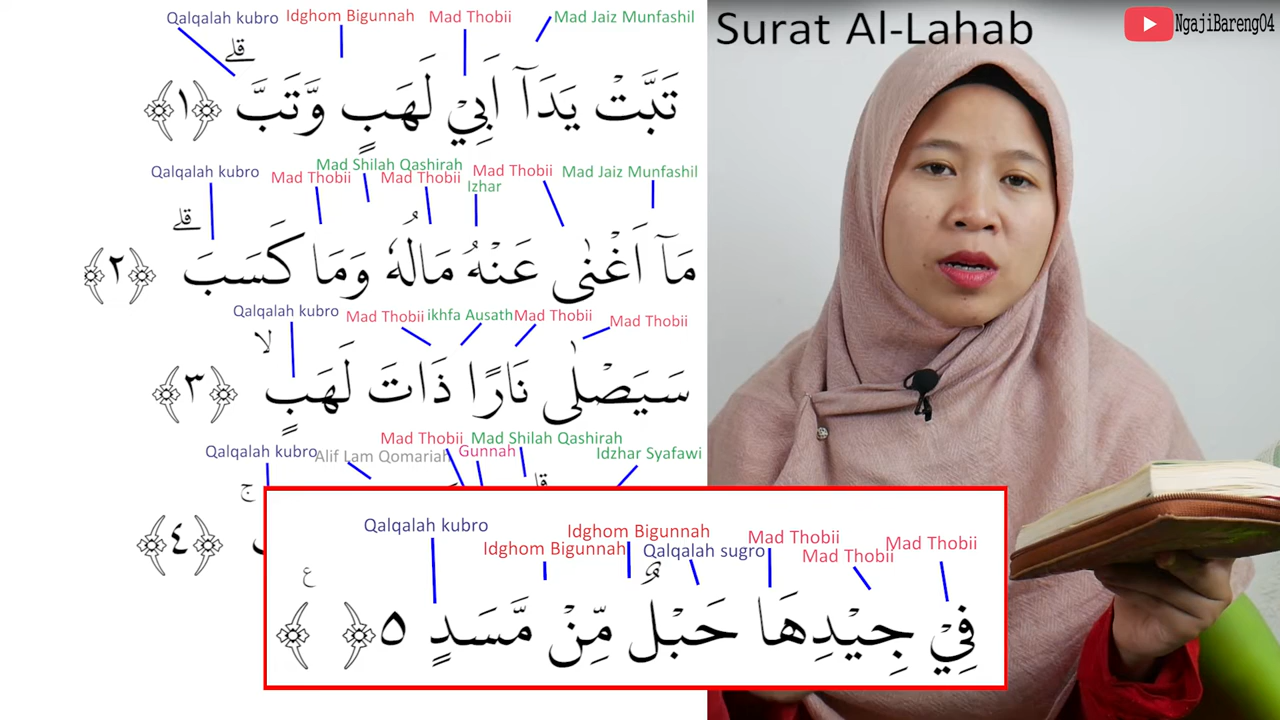 Surat Al-Lahab
NgajiBareng04
Qalqalah kubro Idghom Bigunnah Mad Thobii Mad Jaiz Munfashil
قلے
تَبَّتْ يَدَآ اَبِيْ لَهَبٍ وَّتَبَّ ﴿١﴾
Mad Shilah Qashirah
Qalqalah kubro Mad Thobii Mad Thobii Mad Thobii Mad Jaiz Munfashil
Izhar
قلے
مَآ اَغْنٰى عَنْهُ مَالُهٗ وَمَا كَسَبَ ﴿٢﴾
Qalqalah kubro Mad Thobii ikhfa Ausath Mad Thobii Mad Thobii
لا
سَيَصْلٰى نَارًا ذَاتَ لَهَبٍ ﴿٣﴾
Mad Thobii Mad Shilah Qashirah
Qalqalah kubro Alif Lam Qomariah Gunnah Idzhar Syafawi
ج
﴿٤﴾
Idghom Bigunnah Mad Thobii
Qalqalah kubro Idghom Bigunnah Qalqalah sugro Mad Thobii Mad Thobii
ع
فِيْ جِيْدِهَا حَبْلٌ مِّنْ مَّسَدٍ ٥ ﴿ ﴾